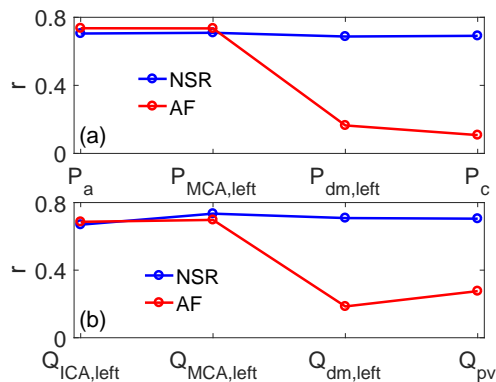 0.8
0.4
0
r
NSR
AF
(a)
P_a P_MCA,left P_dm,left P_c
0.8
0.4
0
r
NSR
AF
(b)
Q_ICA,left Q_MCA,left Q_dm,left Q_pv